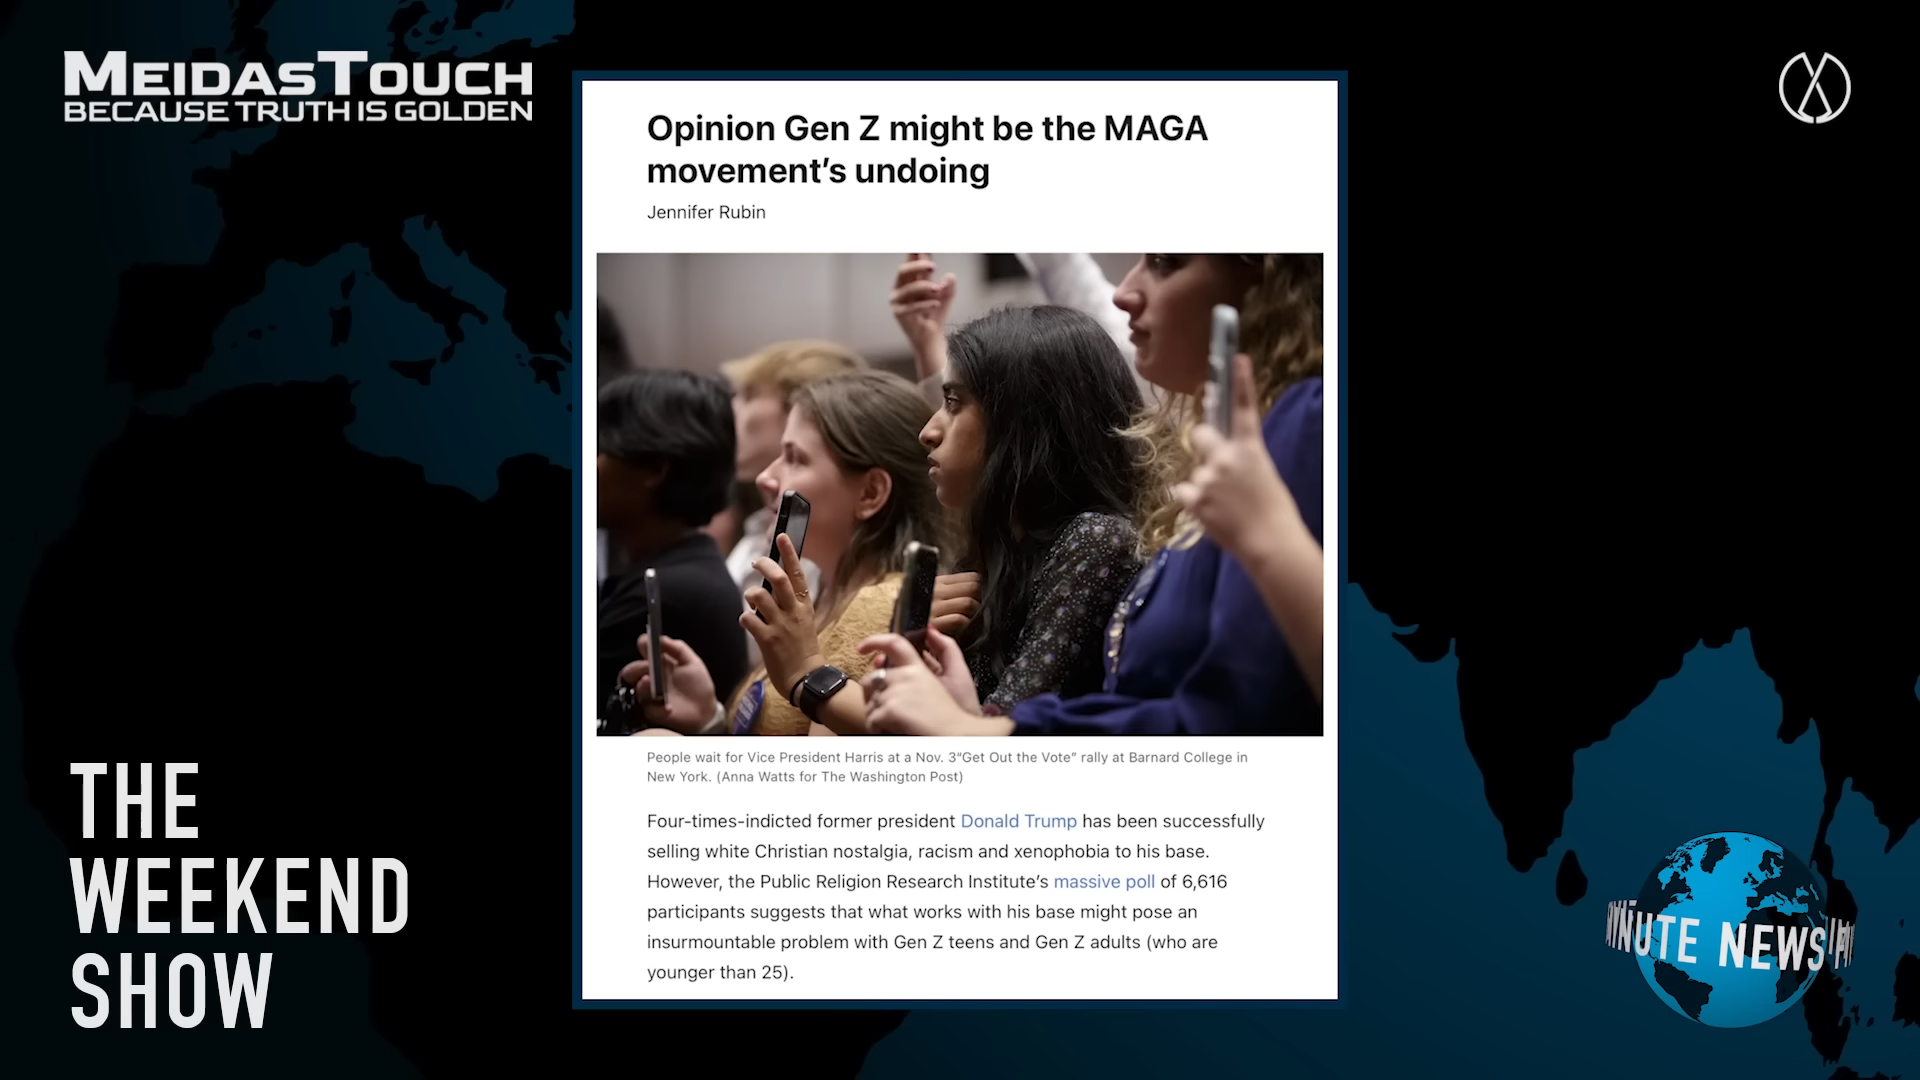 MEIDASTOUCH
BECAUSE TRUTH IS GOLDEN
Opinion Gen Z might be the MAGA
movement’s undoing
Jennifer Rubin
People wait for Vice President Harris at a Nov. 3“Get Out the Vote” rally at Barnard College in
New York. (Anna Watts for The Washington Post)
Four-times-indicted former president Donald Trump has been successfully
selling white Christian nostalgia, racism and xenophobia to his base.
However, the Public Religion Research Institute’s massive poll of 6,616
participants suggests that what works with his base might pose an
insurmountable problem with Gen Z teens and Gen Z adults (who are
younger than 25).
THE
WEEKEND
SHOW
NEWS